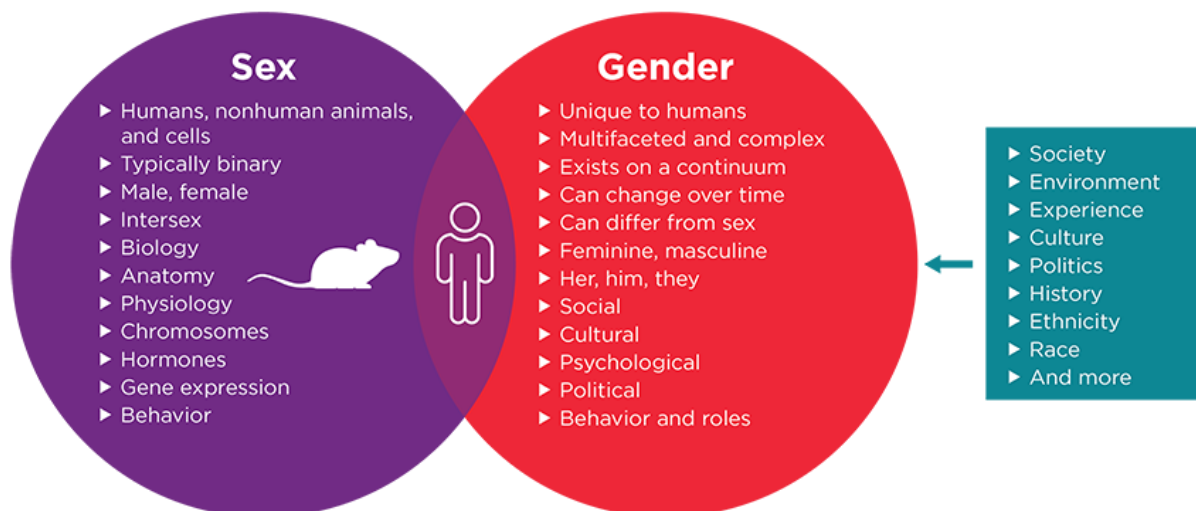 Sex
▶ Humans, nonhuman animals,
and cells
▶ Typically binary
▶ Male, female
▶ Intersex
▶ Biology
▶ Anatomy
▶ Physiology
▶ Chromosomes
▶ Hormones
▶ Gene expression
▶ Behavior
Gender
▶ Unique to humans
▶ Multifaceted and complex
▶ Exists on a continuum
▶ Can change over time
▶ Can differ from sex
▶ Feminine, masculine
▶ Her, him, they
▶ Social
▶ Cultural
▶ Psychological
▶ Political
▶ Behavior and roles
▶ Society
▶ Environment
▶ Experience
▶ Culture
▶ Politics
▶ History
▶ Ethnicity
▶ Race
▶ And more